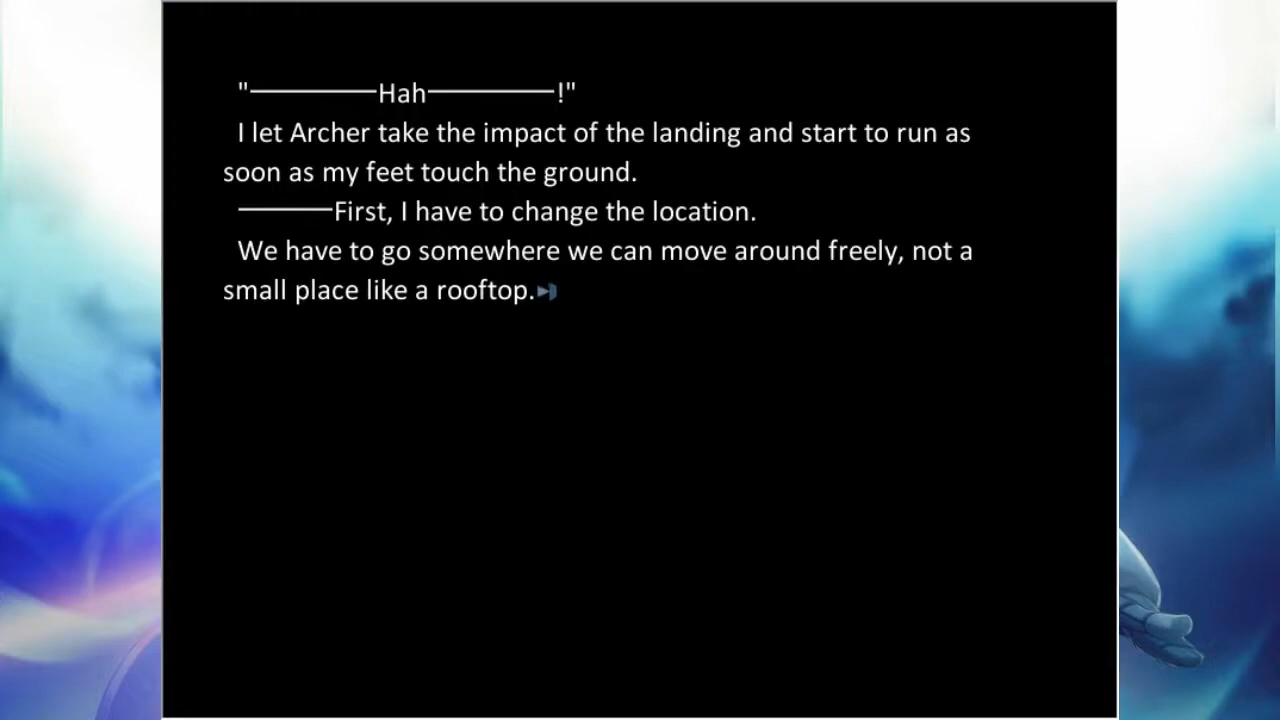 "————Hah————!"
I let Archer take the impact of the landing and start to run as
soon as my feet touch the ground.
———First, I have to change the location.
We have to go somewhere we can move around freely, not a
small place like a rooftop.